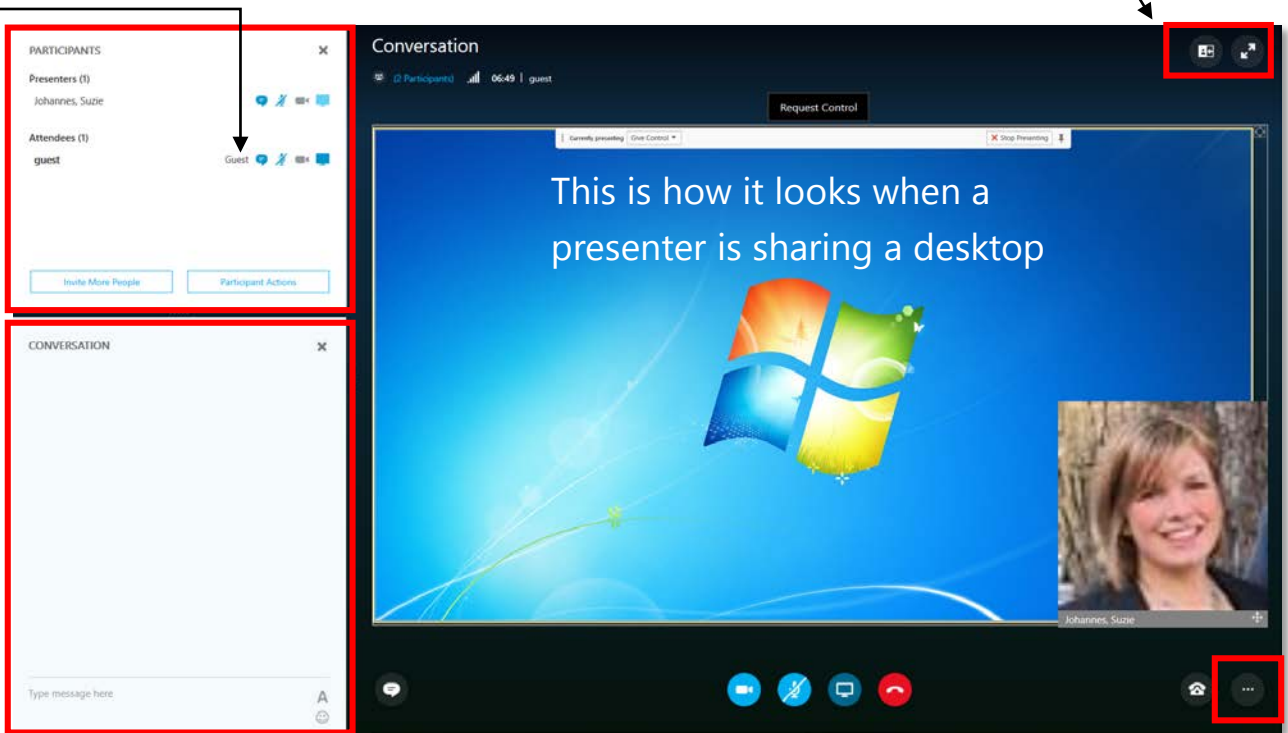 PARTICIPANTS
Presenters (1)
Johannes, Suzie
Attendees (1)
guest Guest
Invite More People Participant Actions
CONVERSATION
Type message here A
Conversation
(2 Participants) 06:49 | guest
Request Control
Currently presenting Give Control Stop Presenting
This is how it looks when a
presenter is sharing a desktop
Johannes, Suzie